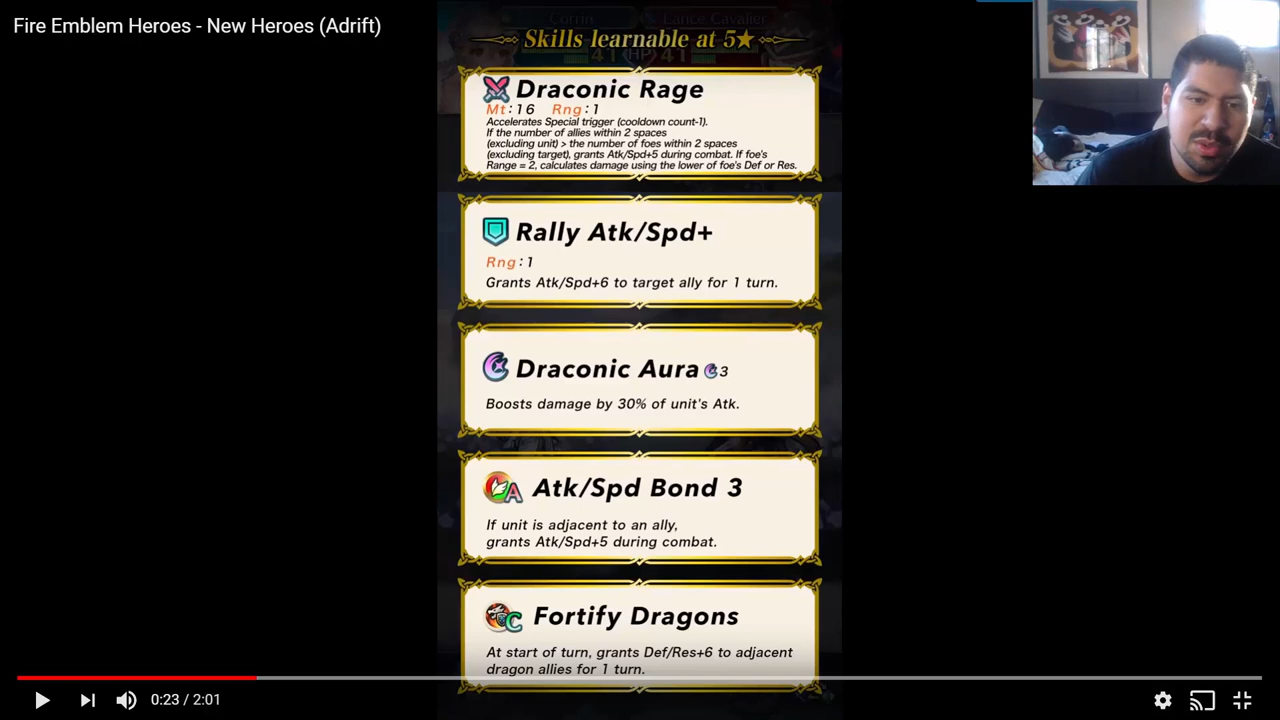 Fire Emblem Heroes - New Heroes (Adrift)
Corrin Lance Cavalier
Skills learnable at 5★
41 HP 41
Draconic Rage
Mt:16 Rng:1
Accelerates Special trigger (cooldown count-1).
If the number of allies within 2 spaces
(excluding unit) > the number of foes within 2 spaces
(excluding target), grants Atk/Spd+5 during combat. If foe's
Range = 2, calculates damage using the lower of foe's Def or Res.
Rally Atk/Spd+
Rng:1
Grants Atk/Spd+6 to target ally for 1 turn.
Draconic Aura 3
Boosts damage by 30% of unit's Atk.
A Atk/Spd Bond 3
If unit is adjacent to an ally,
grants Atk/Spd+5 during combat.
C Fortify Dragons
At start of turn, grants Def/Res+6 to adjacent
dragon allies for 1 turn.
0:23 / 2:01